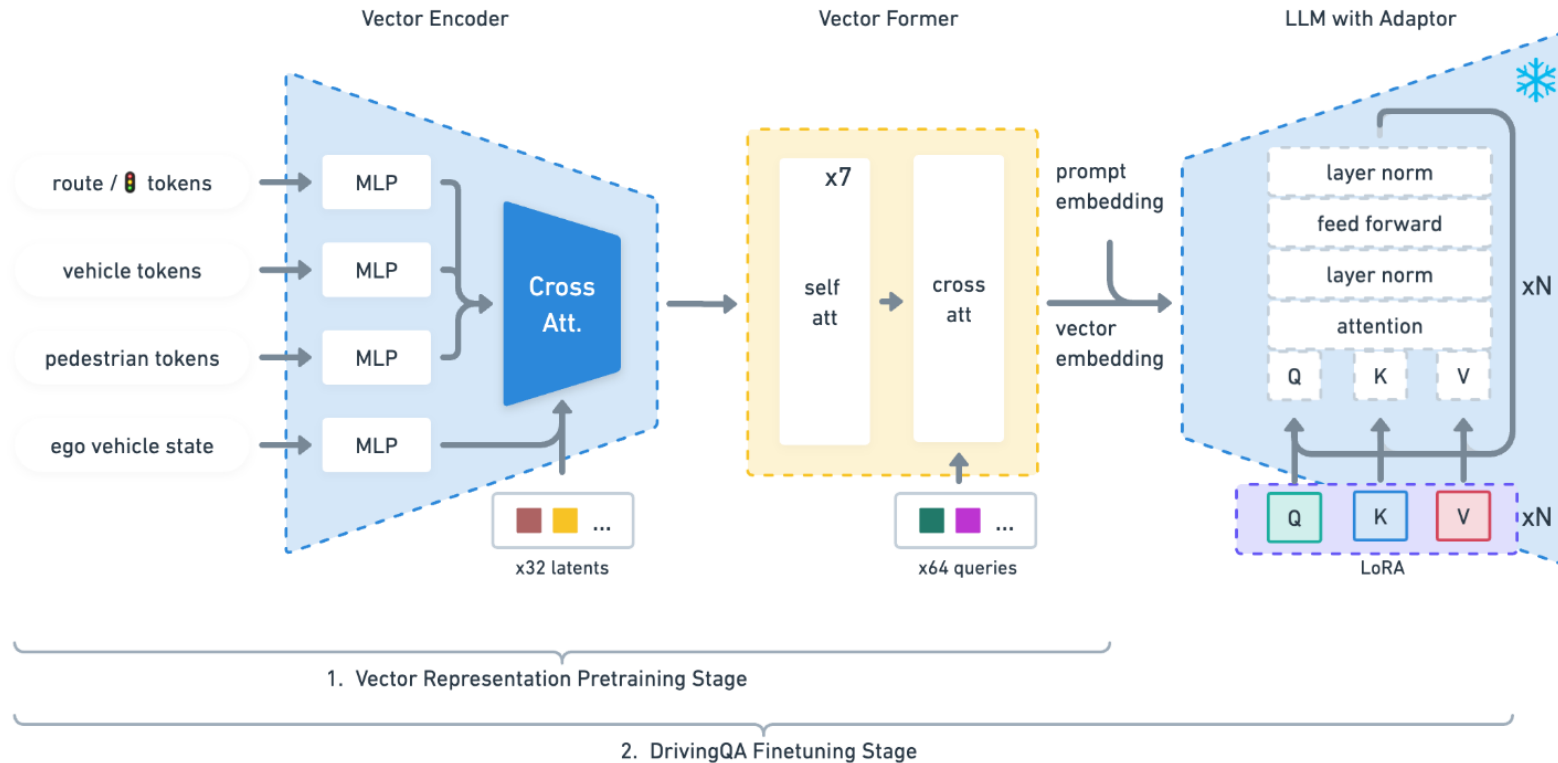 Vector Encoder
Vector Former
LLM with Adaptor
route / 🚦 tokens
MLP
vehicle tokens
MLP
pedestrian tokens
MLP
ego vehicle state
MLP
Cross
Att.
x32 latents
x7
self
att
cross
att
x64 queries
prompt
embedding
vector
embedding
layer norm
feed forward
layer norm
attention
Q K V
xN
Q K V
xN
LoRA
1. Vector Representation Pretraining Stage
2. DrivingQA Finetuning Stage